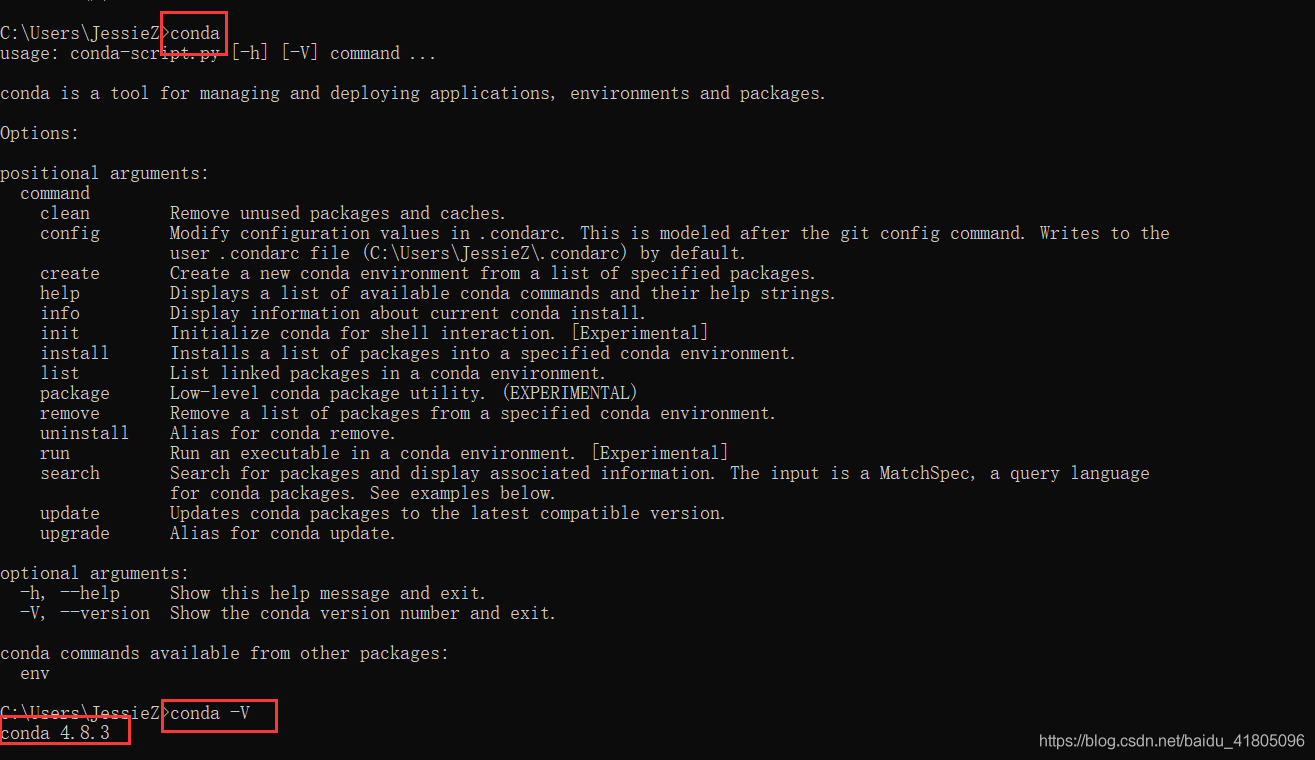 C:\Users\JessieZ>conda
usage: conda-script.py [-h] [-V] command ...
conda is a tool for managing and deploying applications, environments and packages.
Options:
positional arguments:
command
clean Remove unused packages and caches.
config Modify configuration values in .condarc. This is modeled after the git config command. Writes to the
user .condarc file (C:\Users\JessieZ\.condarc) by default.
create Create a new conda environment from a list of specified packages.
help Displays a list of available conda commands and their help strings.
info Display information about current conda install.
init Initialize conda for shell interaction. [Experimental]
install Installs a list of packages into a specified conda environment.
list List linked packages in a conda environment.
package Low-level conda package utility. (EXPERIMENTAL)
remove Remove a list of packages from a specified conda environment.
uninstall Alias for conda remove.
run Run an executable in a conda environment. [Experimental]
search Search for packages and display associated information. The input is a MatchSpec, a query language
for conda packages. See examples below.
update Updates conda packages to the latest compatible version.
upgrade Alias for conda update.
optional arguments:
-h, --help Show this help message and exit.
-V, --version Show the conda version number and exit.
conda commands available from other packages:
env
C:\Users\JessieZ>conda -V
conda 4.8.3
https://blog.csdn.net/baidu_41805096